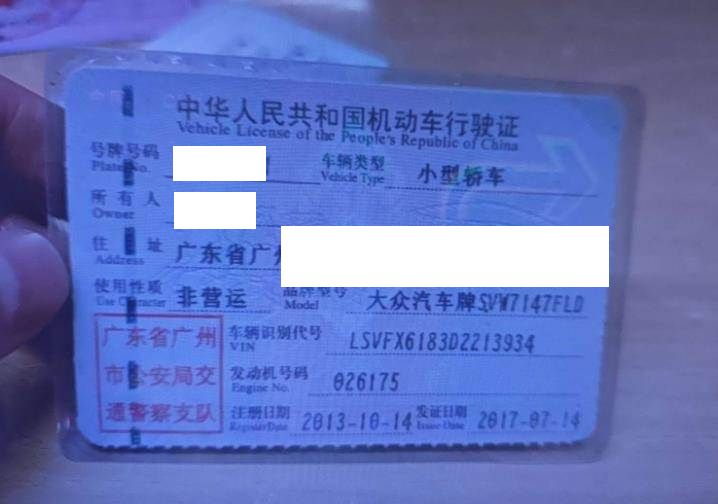 中华人民共和国机动车行驶证
Vehicle License of the People's Republic of China
号牌号码 车辆类型 小型轿车
Plate No. Vehicle Type
所有人
Owner
住址 广东省广
Address
使用性质 非营运 品牌型号 大众汽车牌SVW7147FLD
Use Character Model
广东省广州 车辆识别代号 LSVFX6183D2213934
VIN
市公安局交 发动机号码 026175
Engine No.
通警察支队 注册日期 2013-10-14 发证日期 2017-07-14
Register Date Issue Date